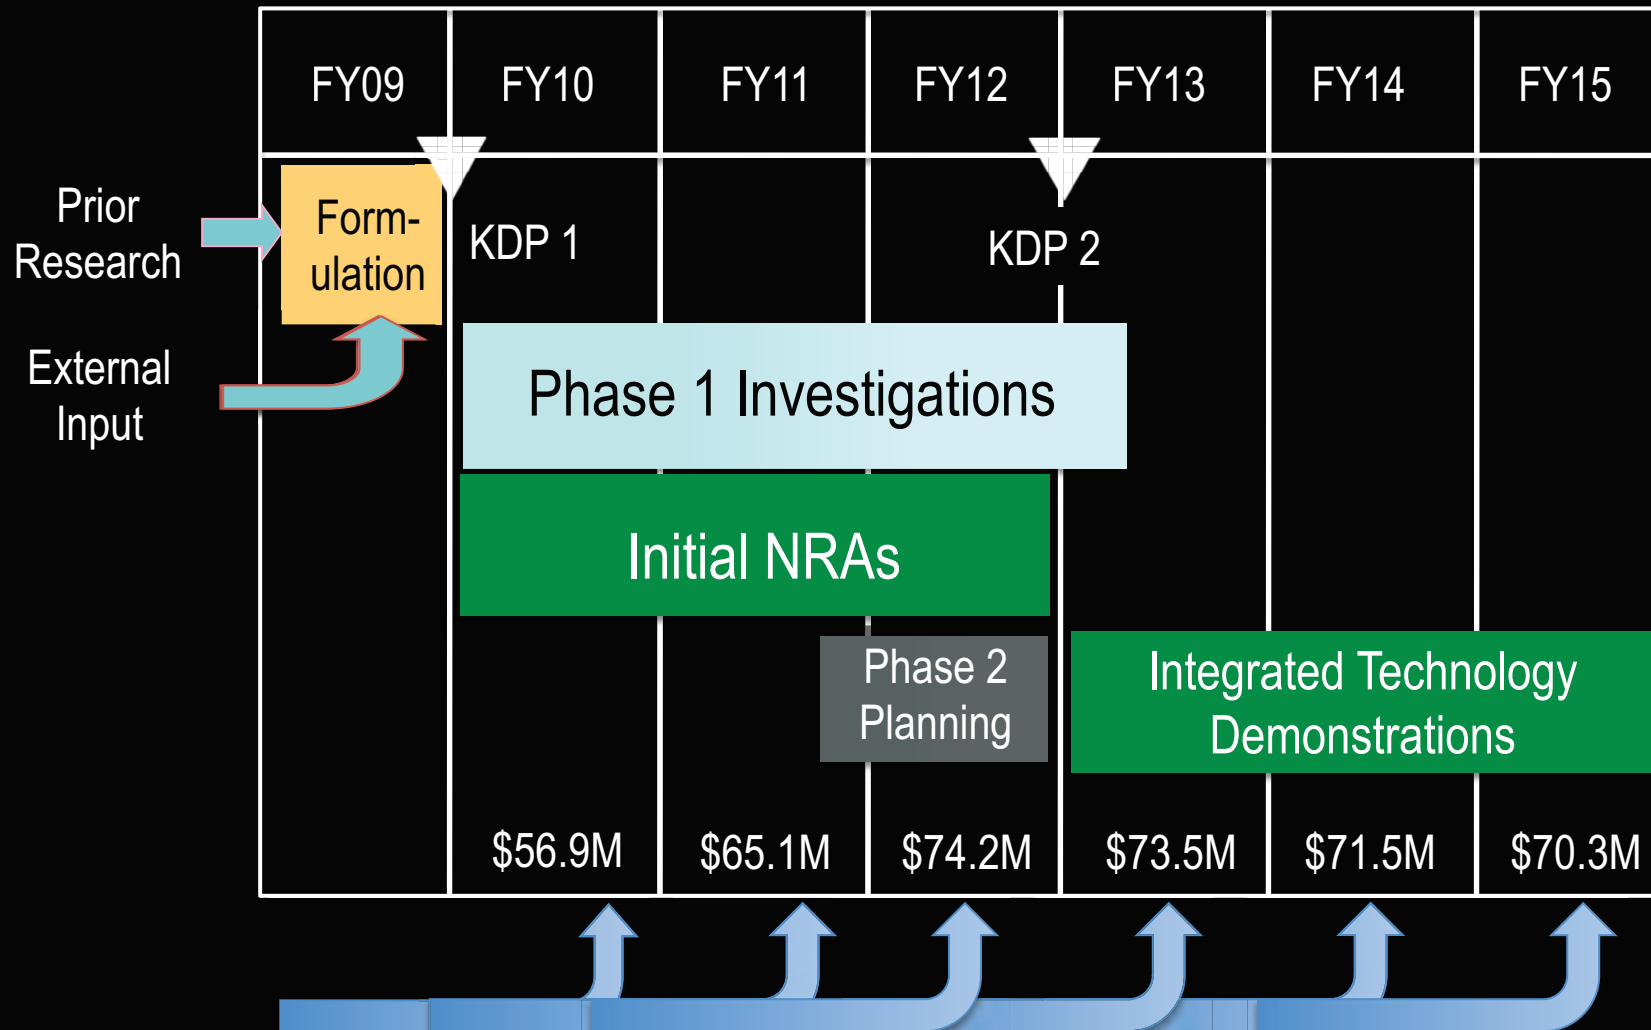 FY09 FY10 FY11 FY12 FY13 FY14 FY15
Prior
Research
Form-
ulation
KDP 1
KDP 2
External
Input
Phase 1 Investigations
Initial NRAs
Phase 2
Planning
Integrated Technology
Demonstrations
$56.9M $65.1M $74.2M $73.5M $71.5M $70.3M